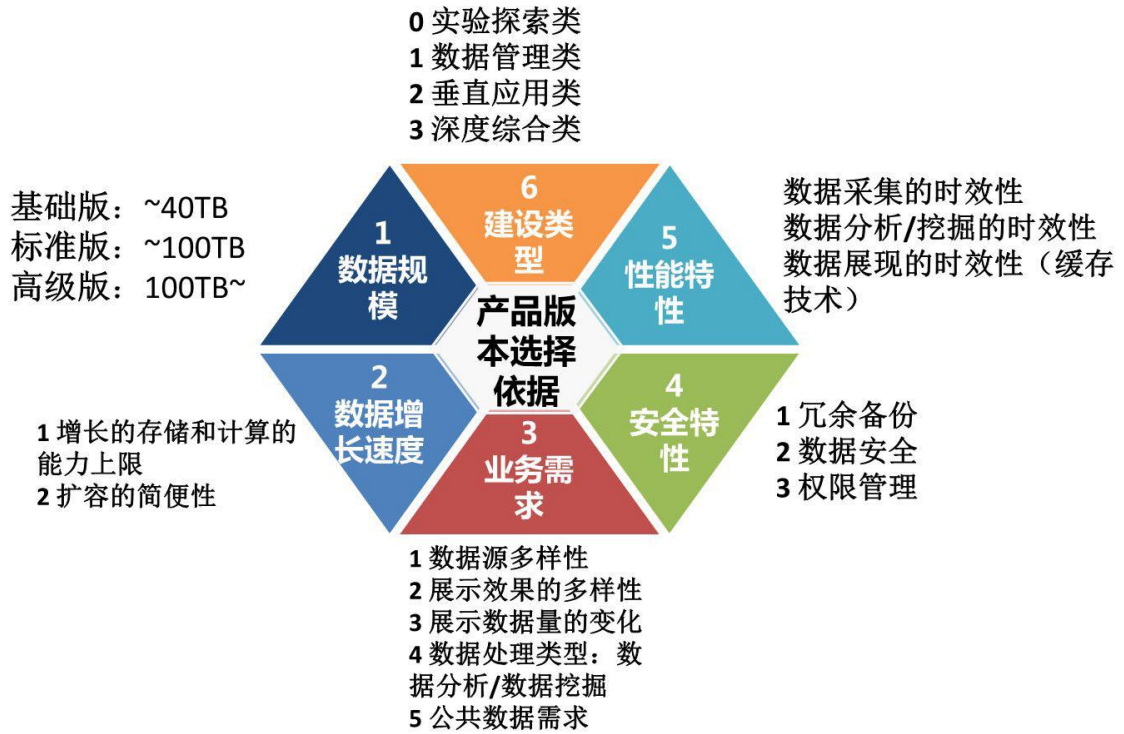 0 实验探索类
1 数据管理类
2 垂直应用类
3 深度综合类
基础版：~40TB
标准版：~100TB
高级版：100TB~
1
数据规
模
6
建设类
型
5
性能特
性
数据采集的时效性
数据分析/挖掘的时效性
数据展现的时效性（缓存
技术）
产品版
本选择
依据
2
数据增
长速度
1 增长的存储和计算的
能力上限
2 扩容的简便性
3
业务需
求
4
安全特
性
1 冗余备份
2 数据安全
3 权限管理
1 数据源多样性
2 展示效果的多样性
3 展示数据量的变化
4 数据处理类型：数
据分析/数据挖掘
5 公共数据需求